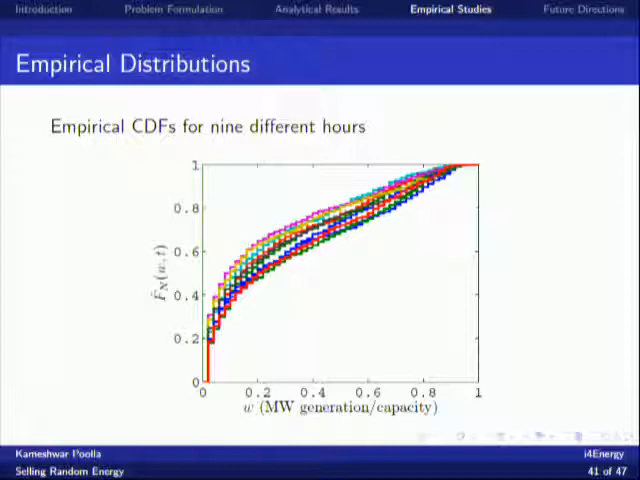 Introduction Problem Formulation Analytical Results Empirical Studies Future Directions
Empirical Distributions
Empirical CDFs for nine different hours
1
0.8
0.6
0.4
0.2
0
F̂_N(w,t)
0 0.2 0.4 0.6 0.8 1
w (MW generation/capacity)
Kameshwar Poolla i4Energy
Selling Random Energy 41 of 47